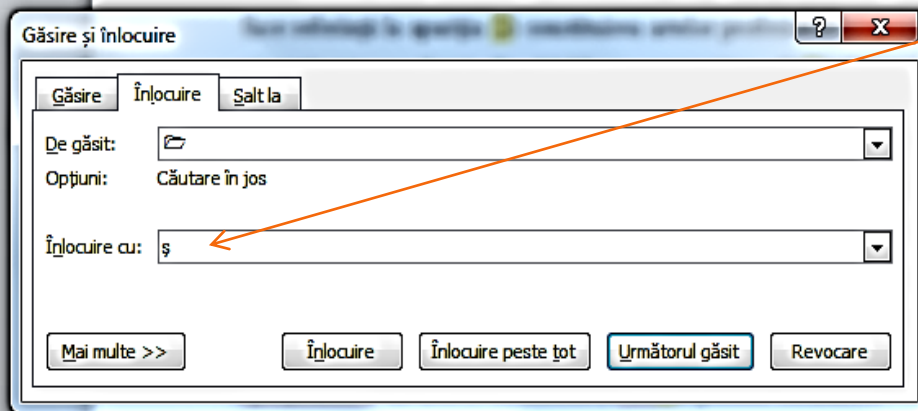 Găsire și înlocuire
Găsire Înlocuire Salt la
De găsit: 🗁
Opțiuni: Căutare în jos
Înlocuire cu: ş
Mai multe >> Înlocuire Înlocuire peste tot Următorul găsit Revocare